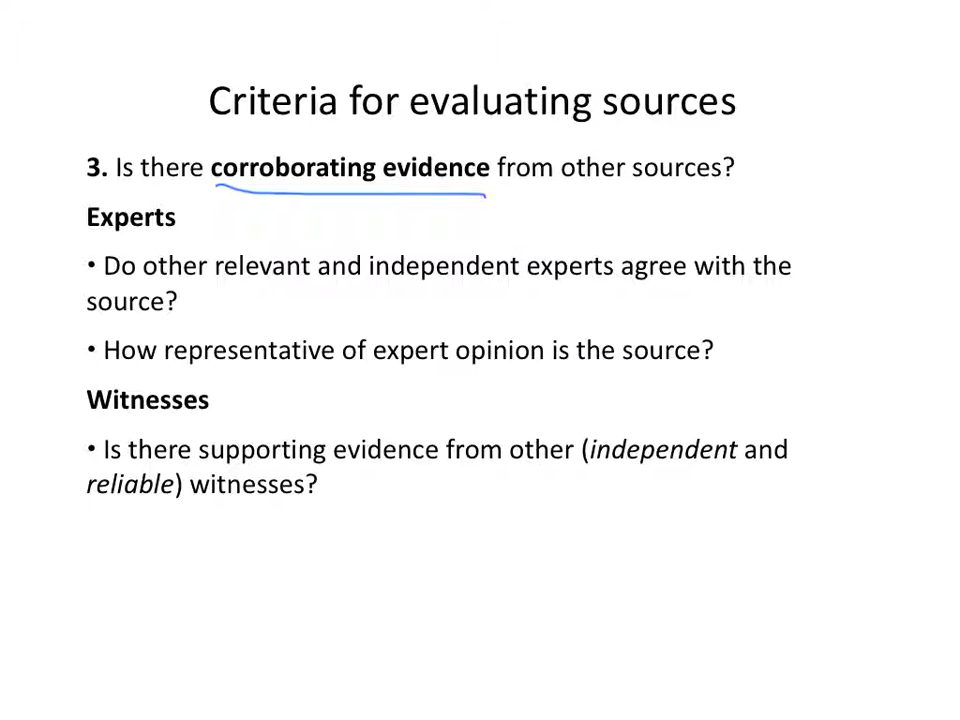 Criteria for evaluating sources
3. Is there corroborating evidence from other sources?
Experts
• Do other relevant and independent experts agree with the
source?
• How representative of expert opinion is the source?
Witnesses
• Is there supporting evidence from other (independent and
reliable) witnesses?